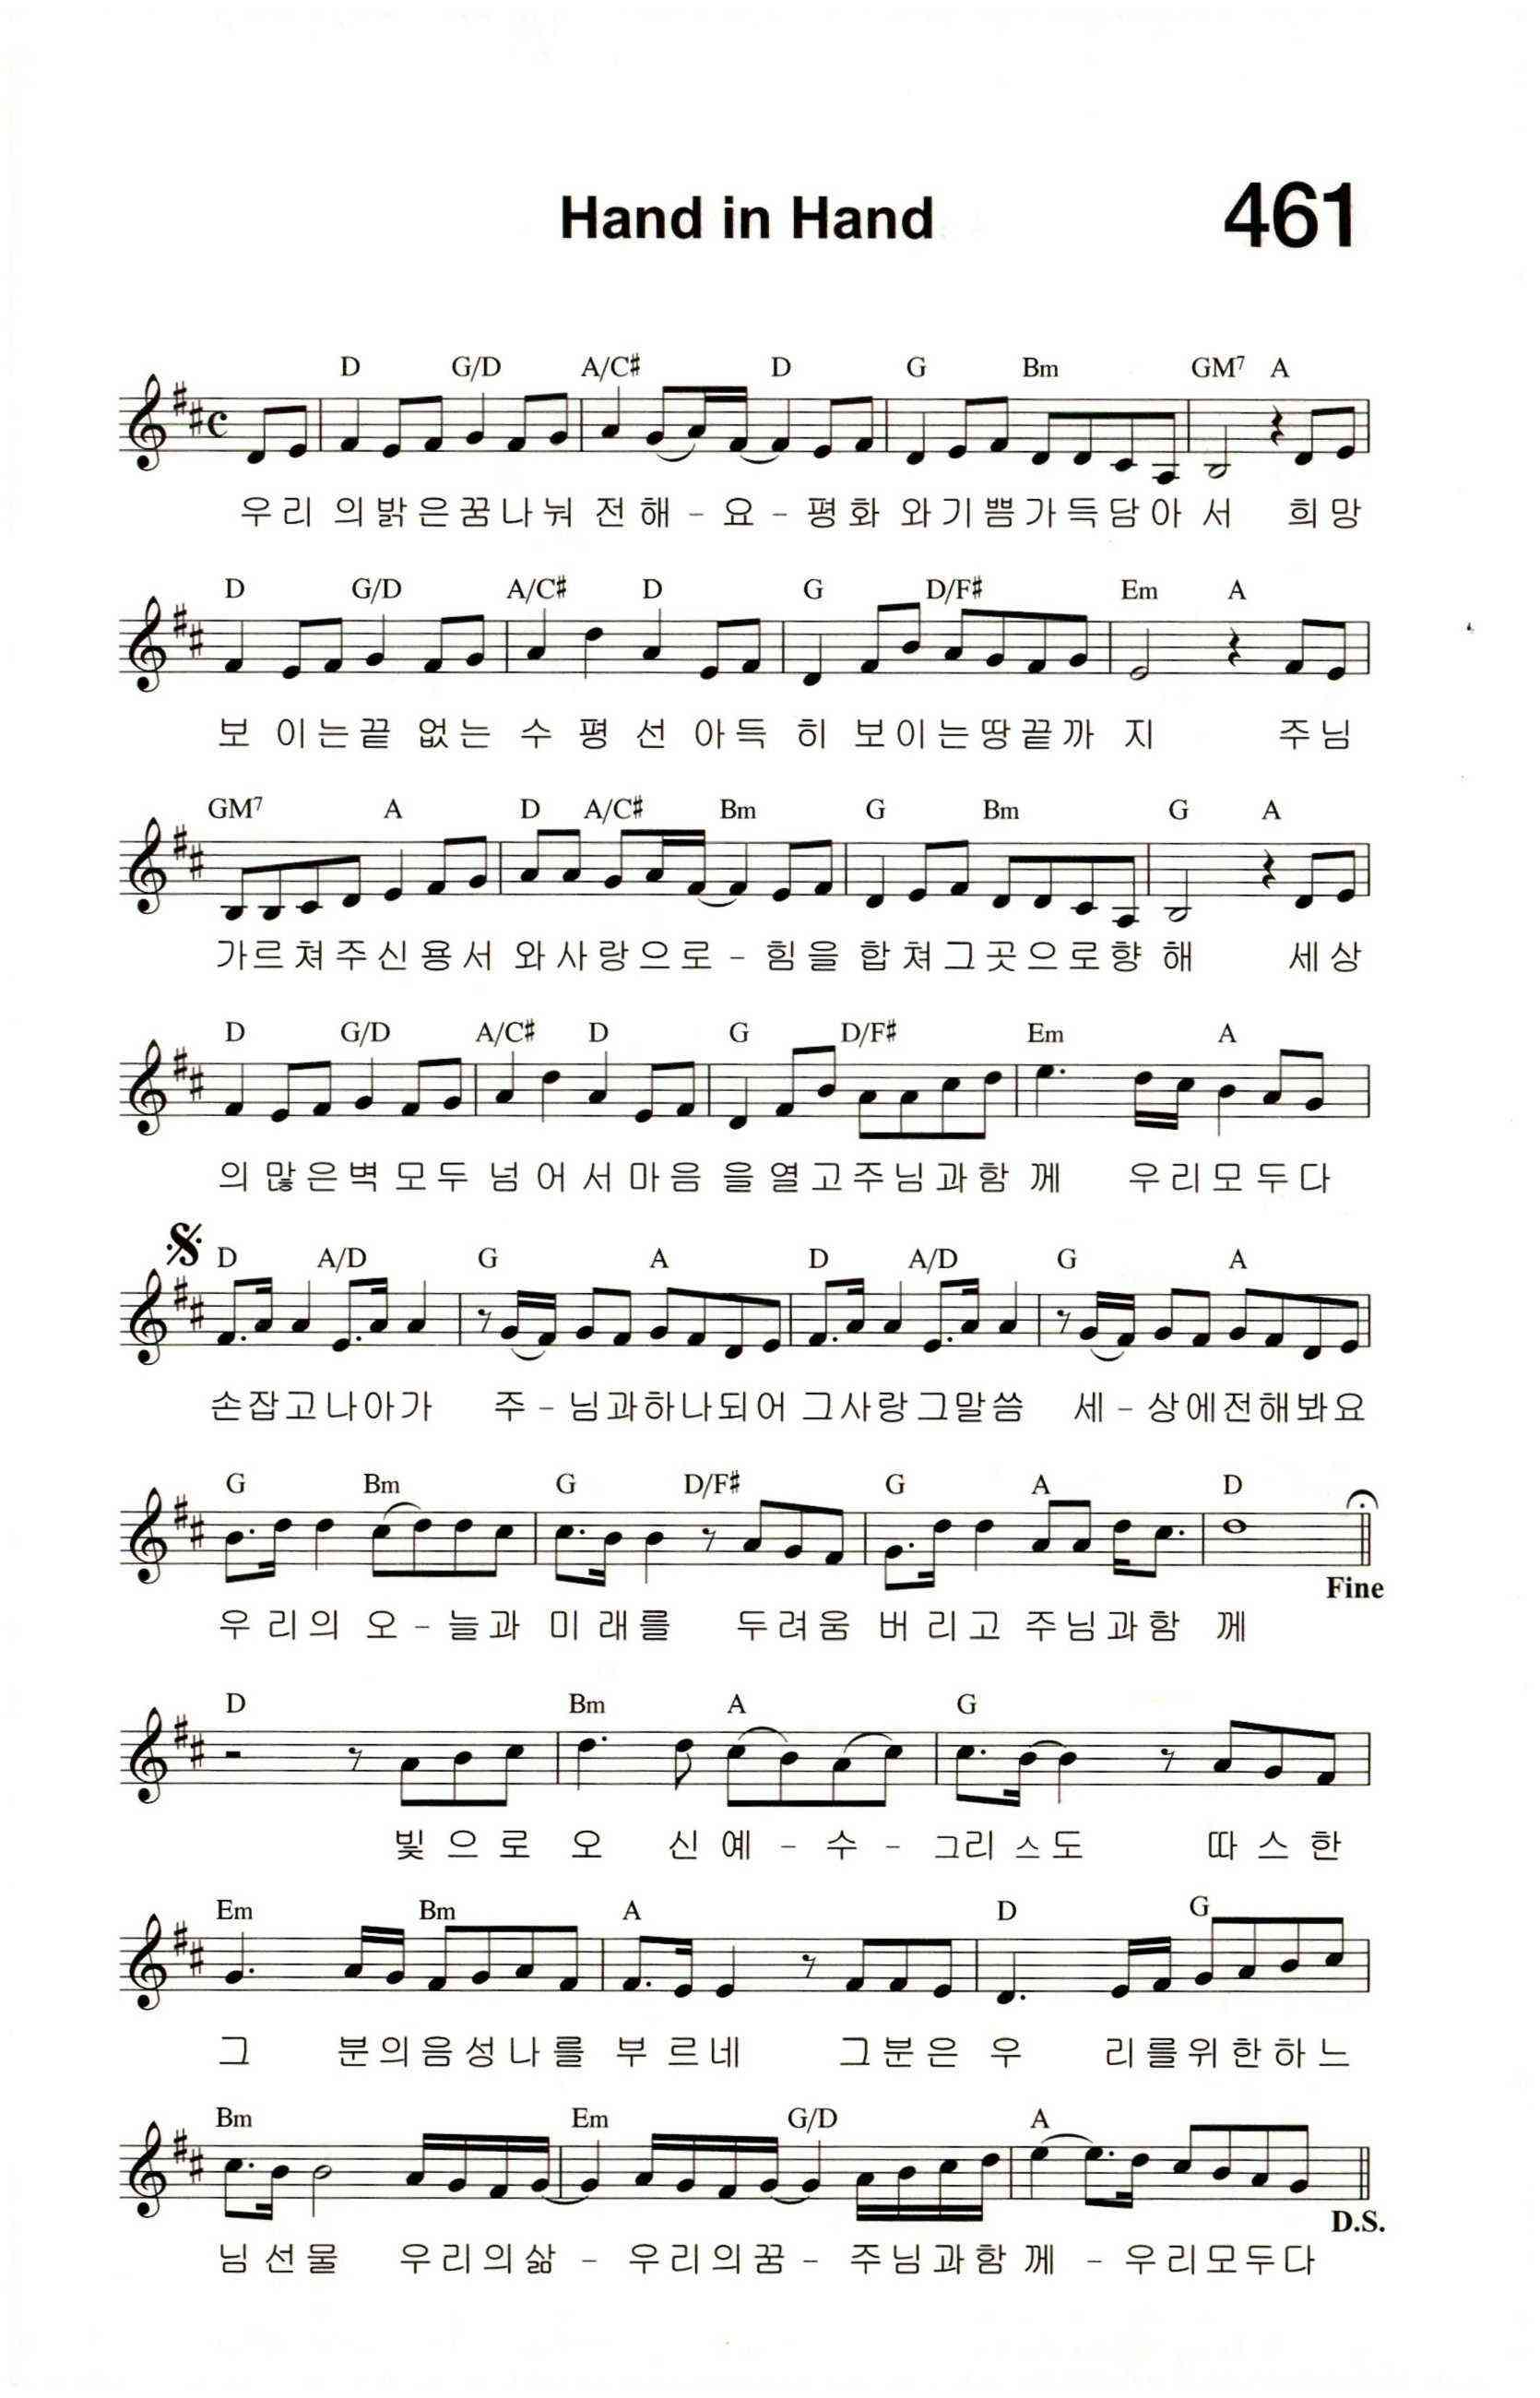 Hand in Hand 461
D G/D A/C♯ D G Bm GM7 A
우리 의밝은꿈나눠 전해-요-평화 와기쁨가득담아 서 희망
D G/D A/C♯ D G D/F♯ Em A
보 이는끝 없는 수 평 선 아득 히 보이는땅끝까 지 주님
GM7 A D A/C♯ Bm G Bm G A
가르쳐주신용서 와사랑으로-힘을 합쳐그곳으로향 해 세상
D G/D A/C♯ D G D/F♯ Em A
의 많은벽 모두 넘 어 서 마음 을 열고주님과함 께 우리모두다
D A/D G A D A/D G A
손잡고나아가 주-님과하나되어 그사랑그말씀 세-상에전해봐요
G Bm G D/F♯ G A D
Fine
우리의 오-늘과 미래를 두려움 버리고 주님과함 께
D Bm A G
빛으로 오 신예-수-그리스도 따스한
Em Bm A D G
그 분의음성나를 부르네 그분은 우 리를위한하느
Bm Em G/D A
D.S.
님선물 우리의삶-우리의꿈-주님과함께-우리모두다